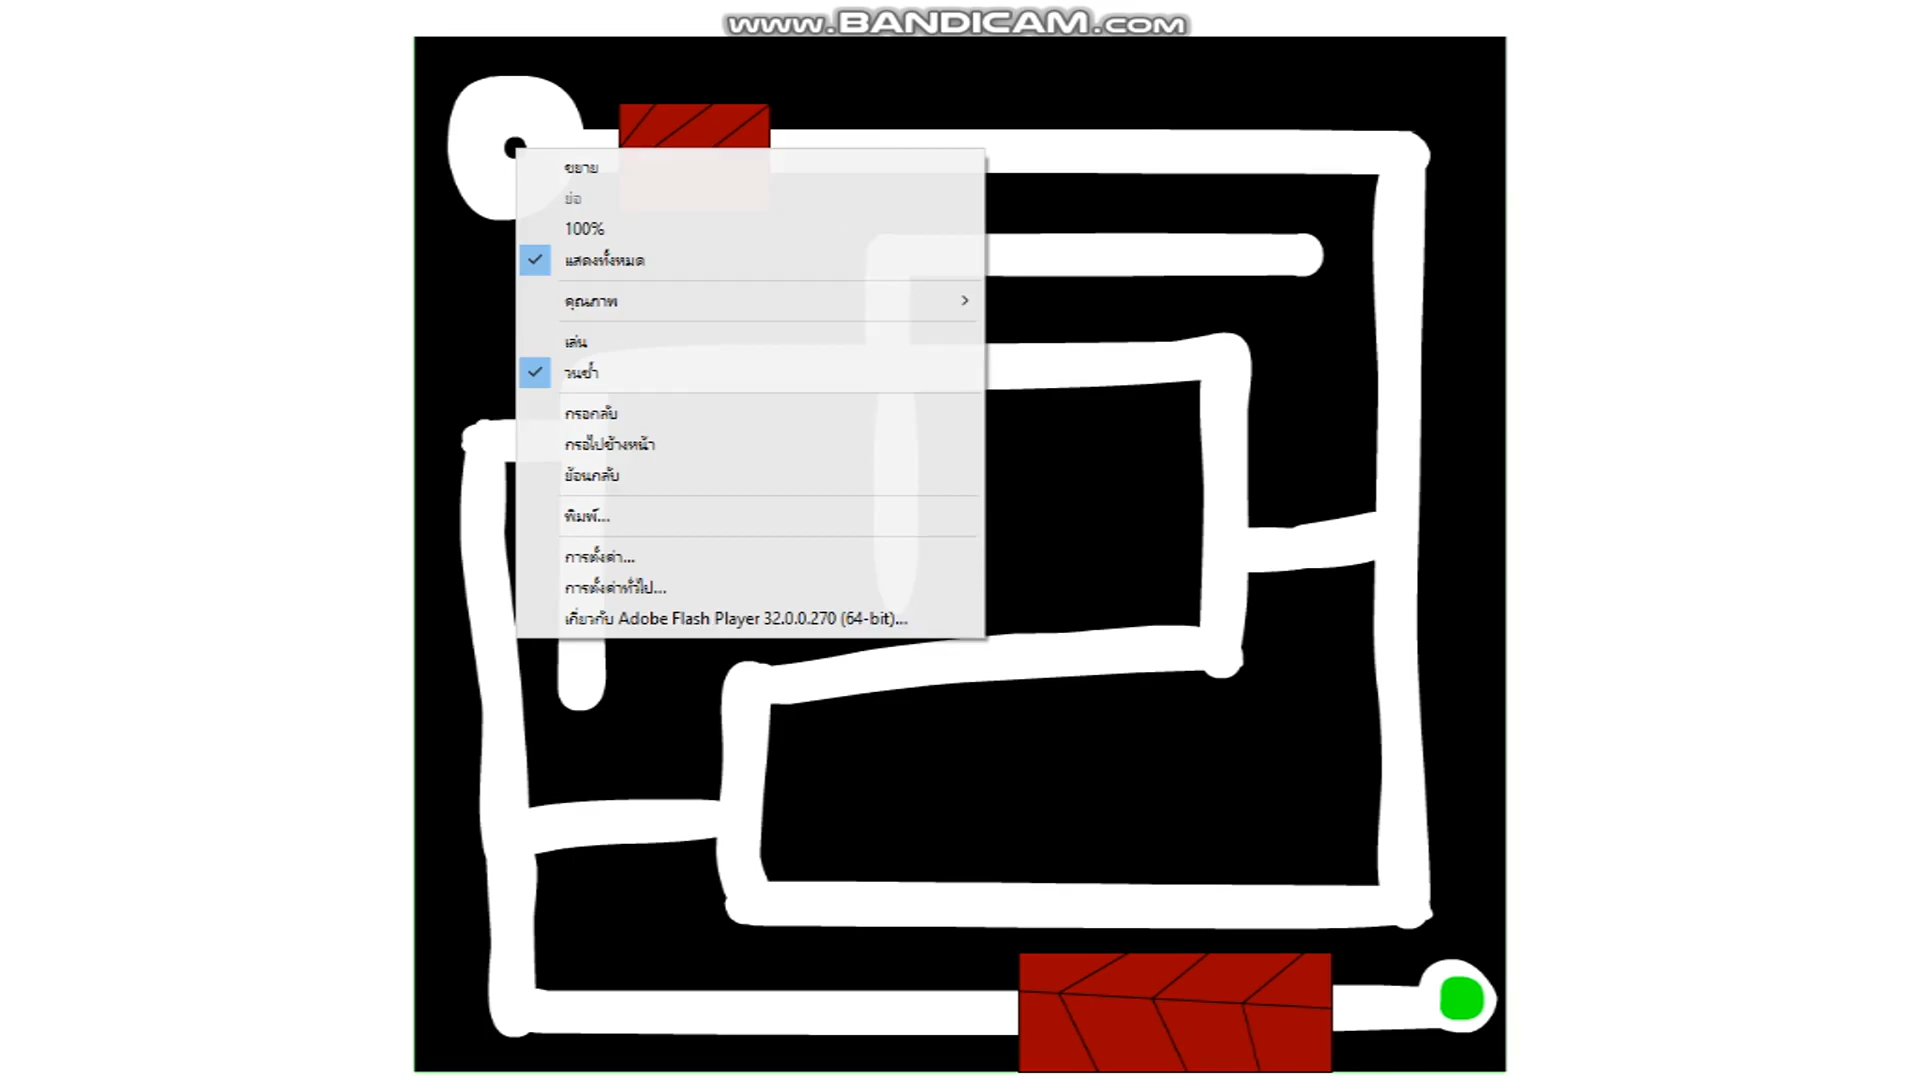 www.BANDICAM.com
ขยาย
ย่อ
100%
แสดงทั้งหมด
คุณภาพ
เล่น
วนซ้ำ
กรอกลับ
กรอไปข้างหน้า
ย้อนกลับ
พิมพ์...
การตั้งค่า...
การตั้งค่าทั่วไป...
เกี่ยวกับ Adobe Flash Player 32.0.0.270 (64-bit)...